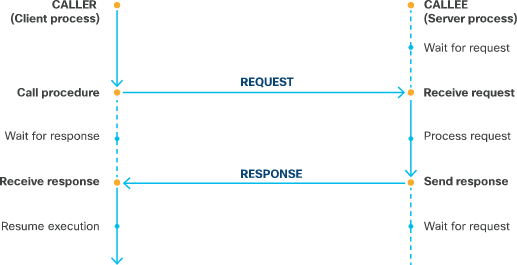 CALLER
(Client process)
CALLEE
(Server process)
Wait for request
REQUEST
Call procedure
Receive request
Wait for response
Process request
RESPONSE
Receive response
Send response
Resume execution
Wait for request